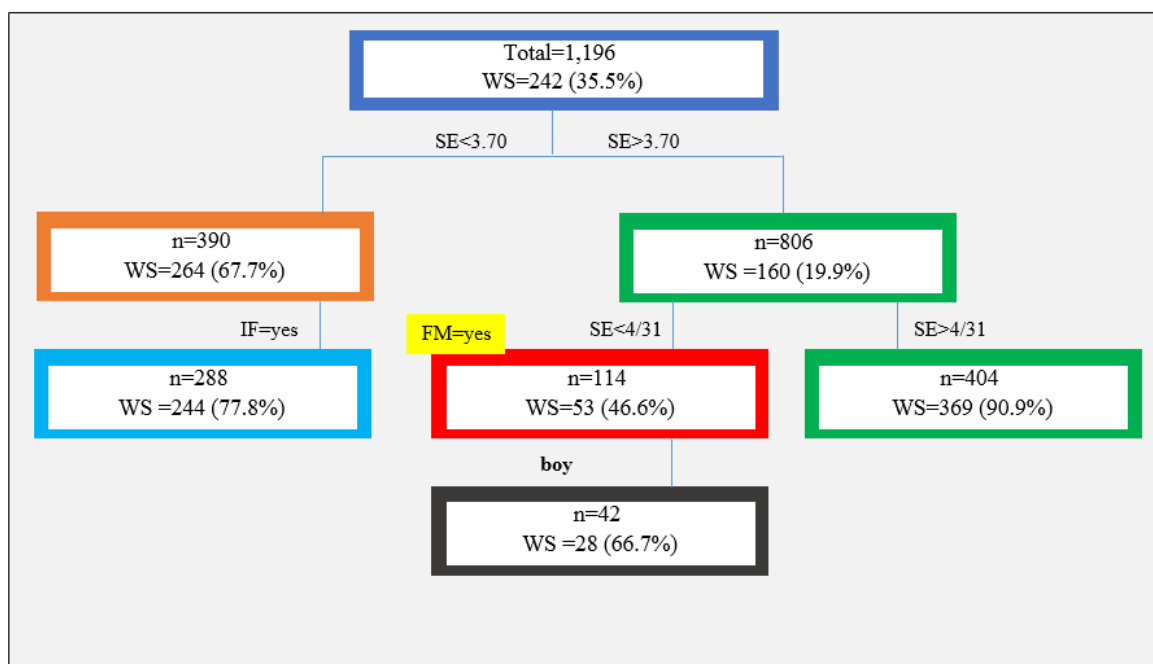 Total=1,196
WS=242 (35.5%)
SE<3.70
SE>3.70
n=390
WS=264 (67.7%)
n=806
WS =160 (19.9%)
IF=yes
FM=yes
SE<4/31
SE>4/31
n=288
WS =244 (77.8%)
n=114
WS=53 (46.6%)
n=404
WS=369 (90.9%)
boy
n=42
WS =28 (66.7%)